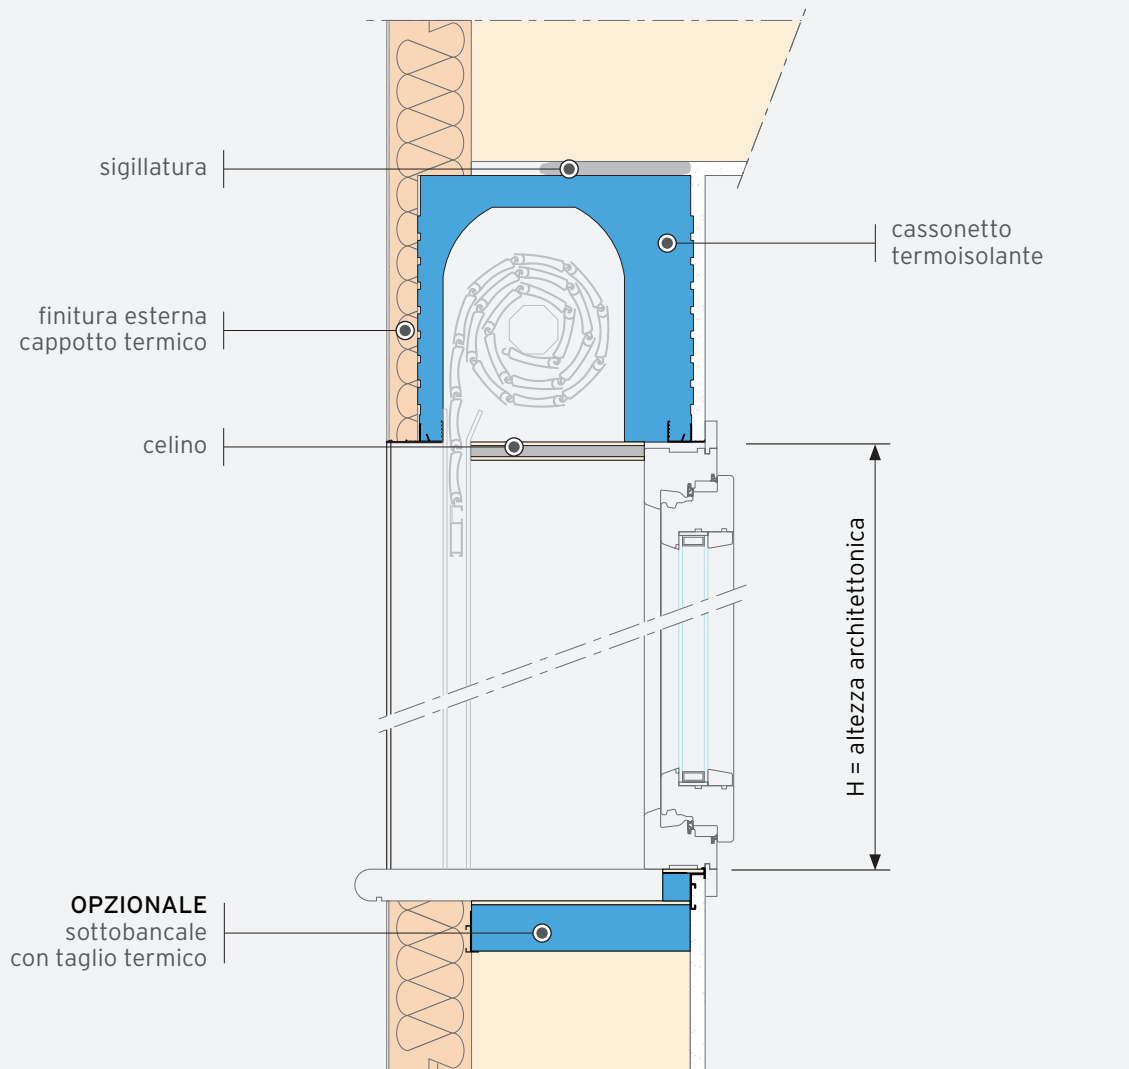 sigillatura
cassonetto
termoisolante
finitura esterna
cappotto termico
celino
H = altezza architettonica
OPZIONALE
sottobancale
con taglio termico